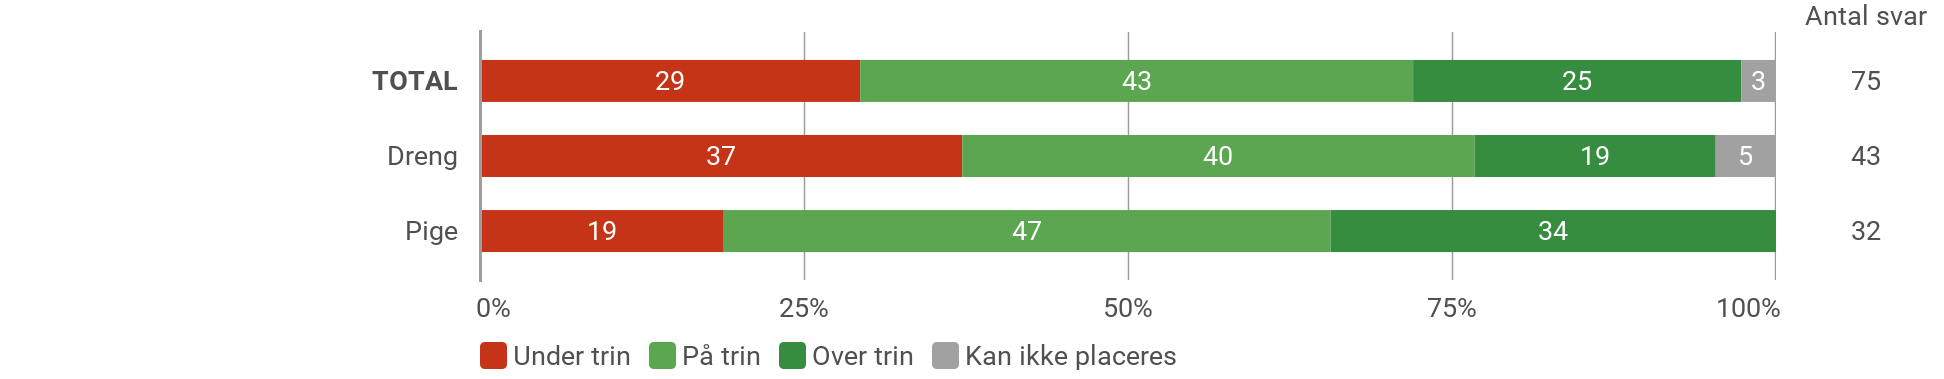 Antal svar
TOTAL 29 43 25 3 75
Dreng 37 40 19 5 43
Pige 19 47 34 32
0% 25% 50% 75% 100%
Under trin På trin Over trin Kan ikke placeres